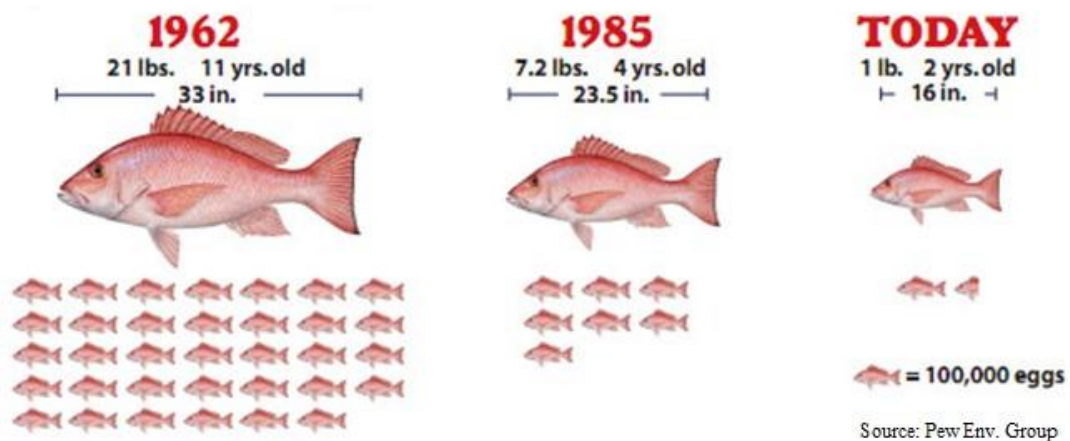 1962
21 lbs. 11 yrs.old
33 in.
1985
7.2 lbs. 4 yrs.old
23.5 in.
TODAY
1 lb. 2 yrs.old
16 in.
= 100,000 eggs
Source: Pew Env. Group